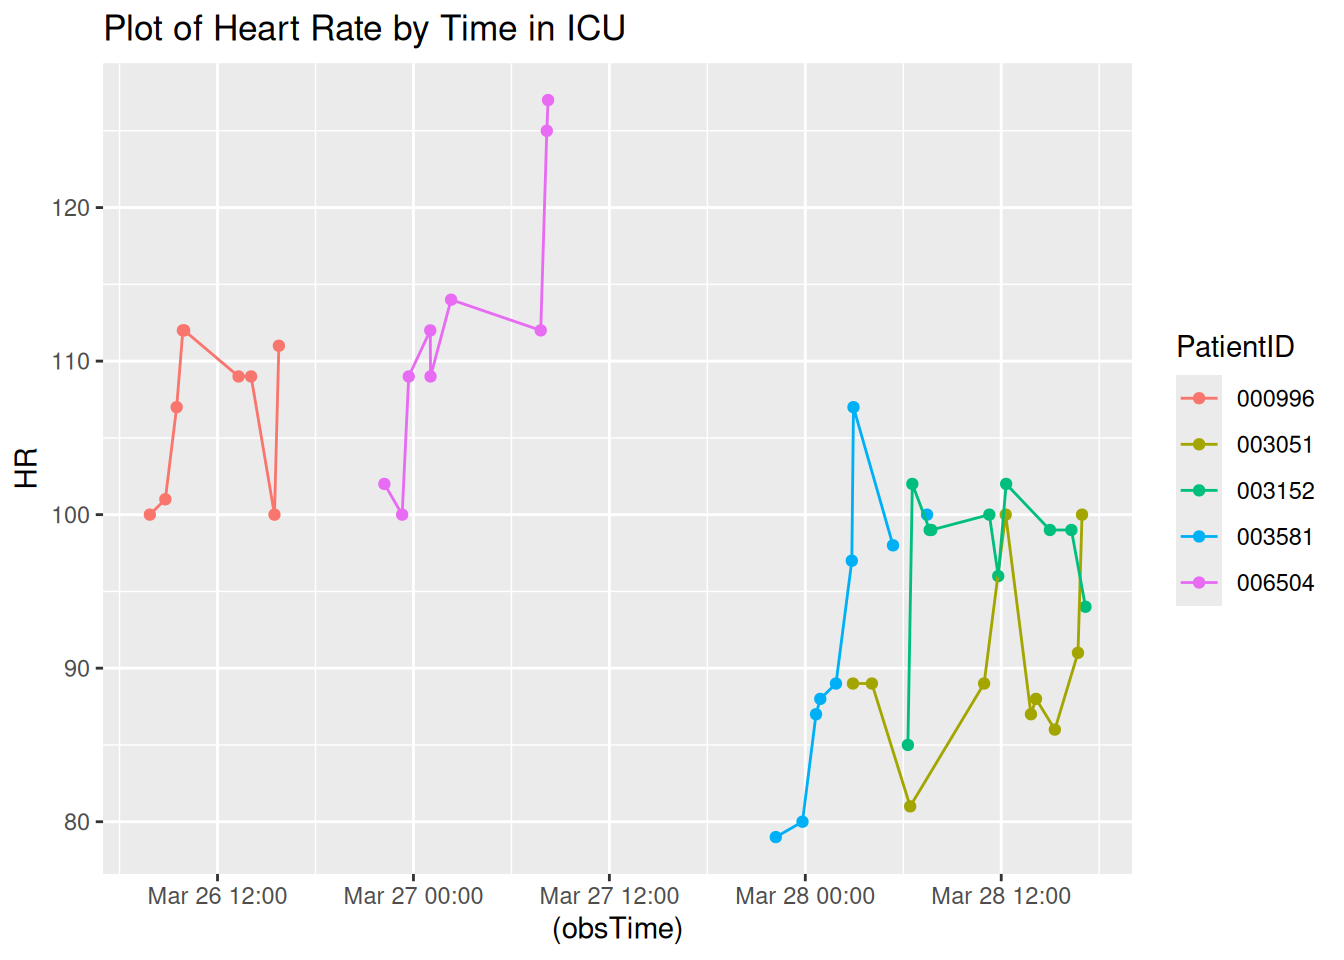 Plot of Heart Rate by Time in ICU
HR
120
110
100
90
80
Mar 26 12:00
Mar 27 00:00
Mar 27 12:00
Mar 28 00:00
Mar 28 12:00
(obsTime)
PatientID
000996
003051
003152
003581
006504